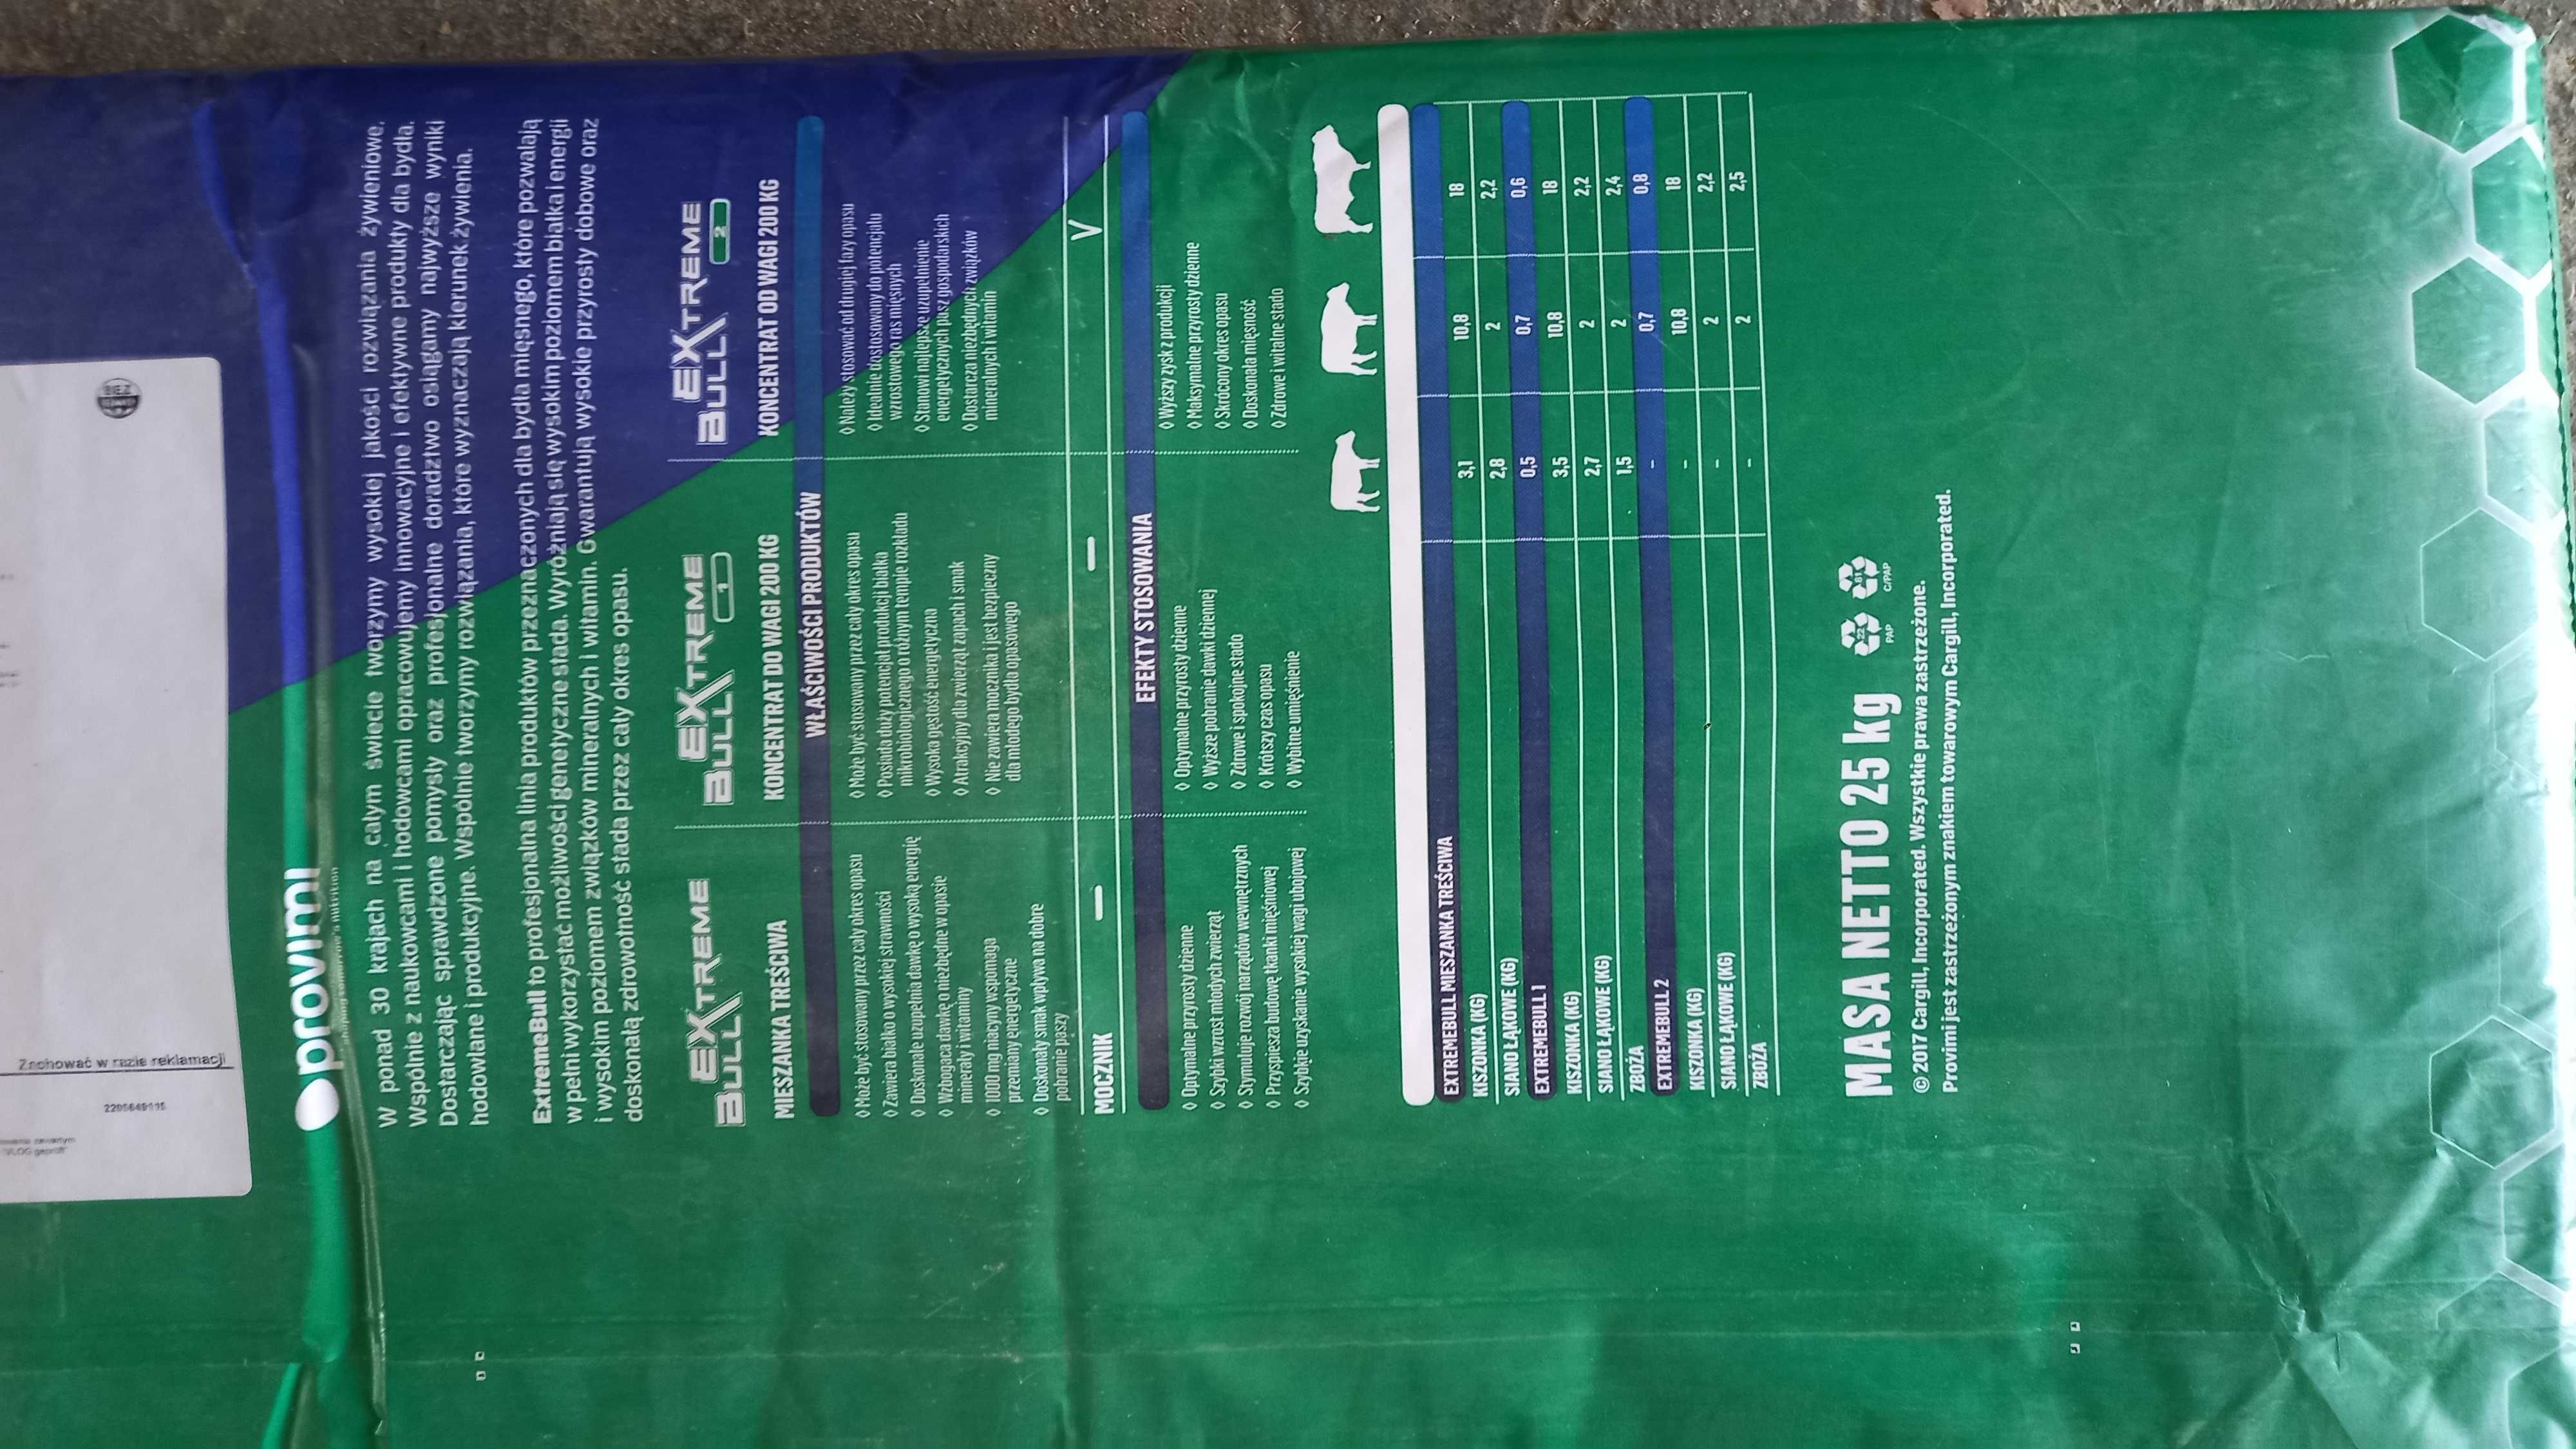 BEZ
Zachować w razie reklamacji
provimi
W ponad 30 krajach na całym świecie tworzymy wysokiej jakości rozwiązania żywieniowe.
Wspólnie z naukowcami i hodowcami opracowujemy innowacyjne i efektywne produkty dla bydła.
Dostarczając sprawdzone pomysły oraz profesjonalne doradztwo osiągamy najwyższe wyniki
hodowlane i produkcyjne. Wspólnie tworzymy rozwiązania, które wyznaczają kierunek żywienia.
ExtremeBull to profesjonalna linia produktów przeznaczonych dla bydła mięsnego, które pozwalają
w pełni wykorzystać możliwości genetyczne stada. Wyróżniają się wysokim poziomem białka i energii
i wysokim poziomem związków mineralnych i witamin. Gwarantują wysokie przyrosty dobowe oraz
doskonałą zdrowotność stada przez cały okres opasu.
EXTREME
BULL
MIESZANKA TREŚCIWA
EXTREME
BULL 1
KONCENTRAT DO WAGI 200 KG
EXTREME
BULL 2
KONCENTRAT OD WAGI 200 KG
WŁAŚCIWOŚCI PRODUKTÓW
◊ Może być stosowany przez cały okres opasu
◊ Zawiera białko o wysokiej strawności
◊ Doskonale uzupełnia dawkę o wysoką energię
◊ Wzbogaca dawkę o niezbędne w opasie
minerały i witaminy
◊ 1000 mg niacyny wspomaga
przemiany energetyczne
◊ Doskonały smak wpływa na dobre
pobranie paszy
◊ Może być stosowany przez cały okres opasu
◊ Posiada duży potencjał produkcji białka
mikrobiologicznego o różnym tempie rozkładu
◊ Wysoka gęstość energetyczna
◊ Atrakcyjny dla zwierząt zapach i smak
◊ Nie zawiera mocznika i jest bezpieczny
dla młodego bydła opasowego
◊ Należy stosować od drugiej fazy opasu
◊ Idealnie dostosowany do potencjału
wzrostowego ras mięsnych
◊ Stanowi najlepsze uzupełnienie
energetycznych pasz gospodarskich
◊ Dostarcza niezbędnych związków
mineralnych i witamin
MOCZNIK – – V
EFEKTY STOSOWANIA
◊ Optymalne przyrosty dzienne
◊ Szybki wzrost młodych zwierząt
◊ Stymuluje rozwój narządów wewnętrznych
◊ Przyspiesza budowę tkanki mięśniowej
◊ Szybkie uzyskanie wysokiej wagi ubojowej
◊ Optymalne przyrosty dzienne
◊ Wyższe pobranie dawki dziennej
◊ Zdrowe i spokojne stado
◊ Krótszy czas opasu
◊ Wybitne umięśnienie
◊ Wyższy zysk z produkcji
◊ Maksymalne przyrosty dzienne
◊ Skrócony okres opasu
◊ Doskonała mięsność
◊ Zdrowe i witalne stado
EXTREMEBULL MIESZANKA TREŚCIWA
KISZONKA (KG) 3,1 10,8 18
SIANO ŁĄKOWE (KG) 2,8 2 2,2
EXTREMEBULL 1 0,5 0,7 0,6
KISZONKA (KG) 3,5 10,8 18
SIANO ŁĄKOWE (KG) 2,7 2 2,2
ZBOŻA 1,5 2 2,4
EXTREMEBULL 2 – 0,7 0,8
KISZONKA (KG) – 10,8 18
SIANO ŁĄKOWE (KG) – 2 2,2
ZBOŻA – 2 2,5
MASA NETTO 25 kg
22
PAP
81
C/PAP
© 2017 Cargill, Incorporated. Wszystkie prawa zastrzeżone.
Provimi jest zastrzeżonym znakiem towarowym Cargill, Incorporated.